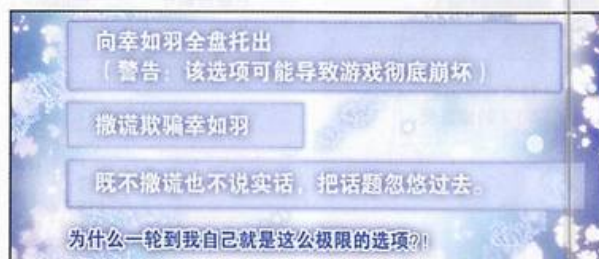 向幸如羽全盘托出
（警告：该选项可能导致游戏彻底崩坏）
撒谎欺骗幸如羽
既不撒谎也不说实话，把话题忽悠过去。
为什么一轮到我自己就是这么极限的选项?！